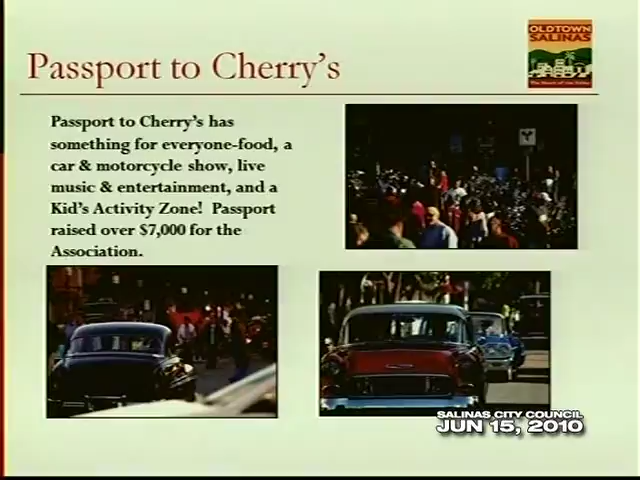 OLDTOWN
SALINAS
Passport to Cherry's
Passport to Cherry's has
something for everyone-food, a
car & motorcycle show, live
music & entertainment, and a
Kid's Activity Zone!  Passport
raised over $7,000 for the
Association.
SALINAS CITY COUNCIL
JUN 15, 2010